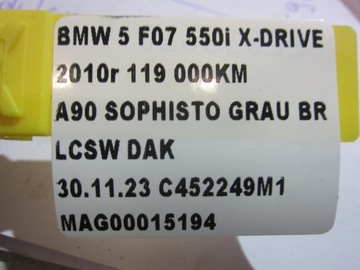 BMW 5 F07 550i X-DRIVE
2010r 119 000KM
A90 SOPHISTO GRAU BR
LCSW DAK
30.11.23 C452249M1
MAG00015194